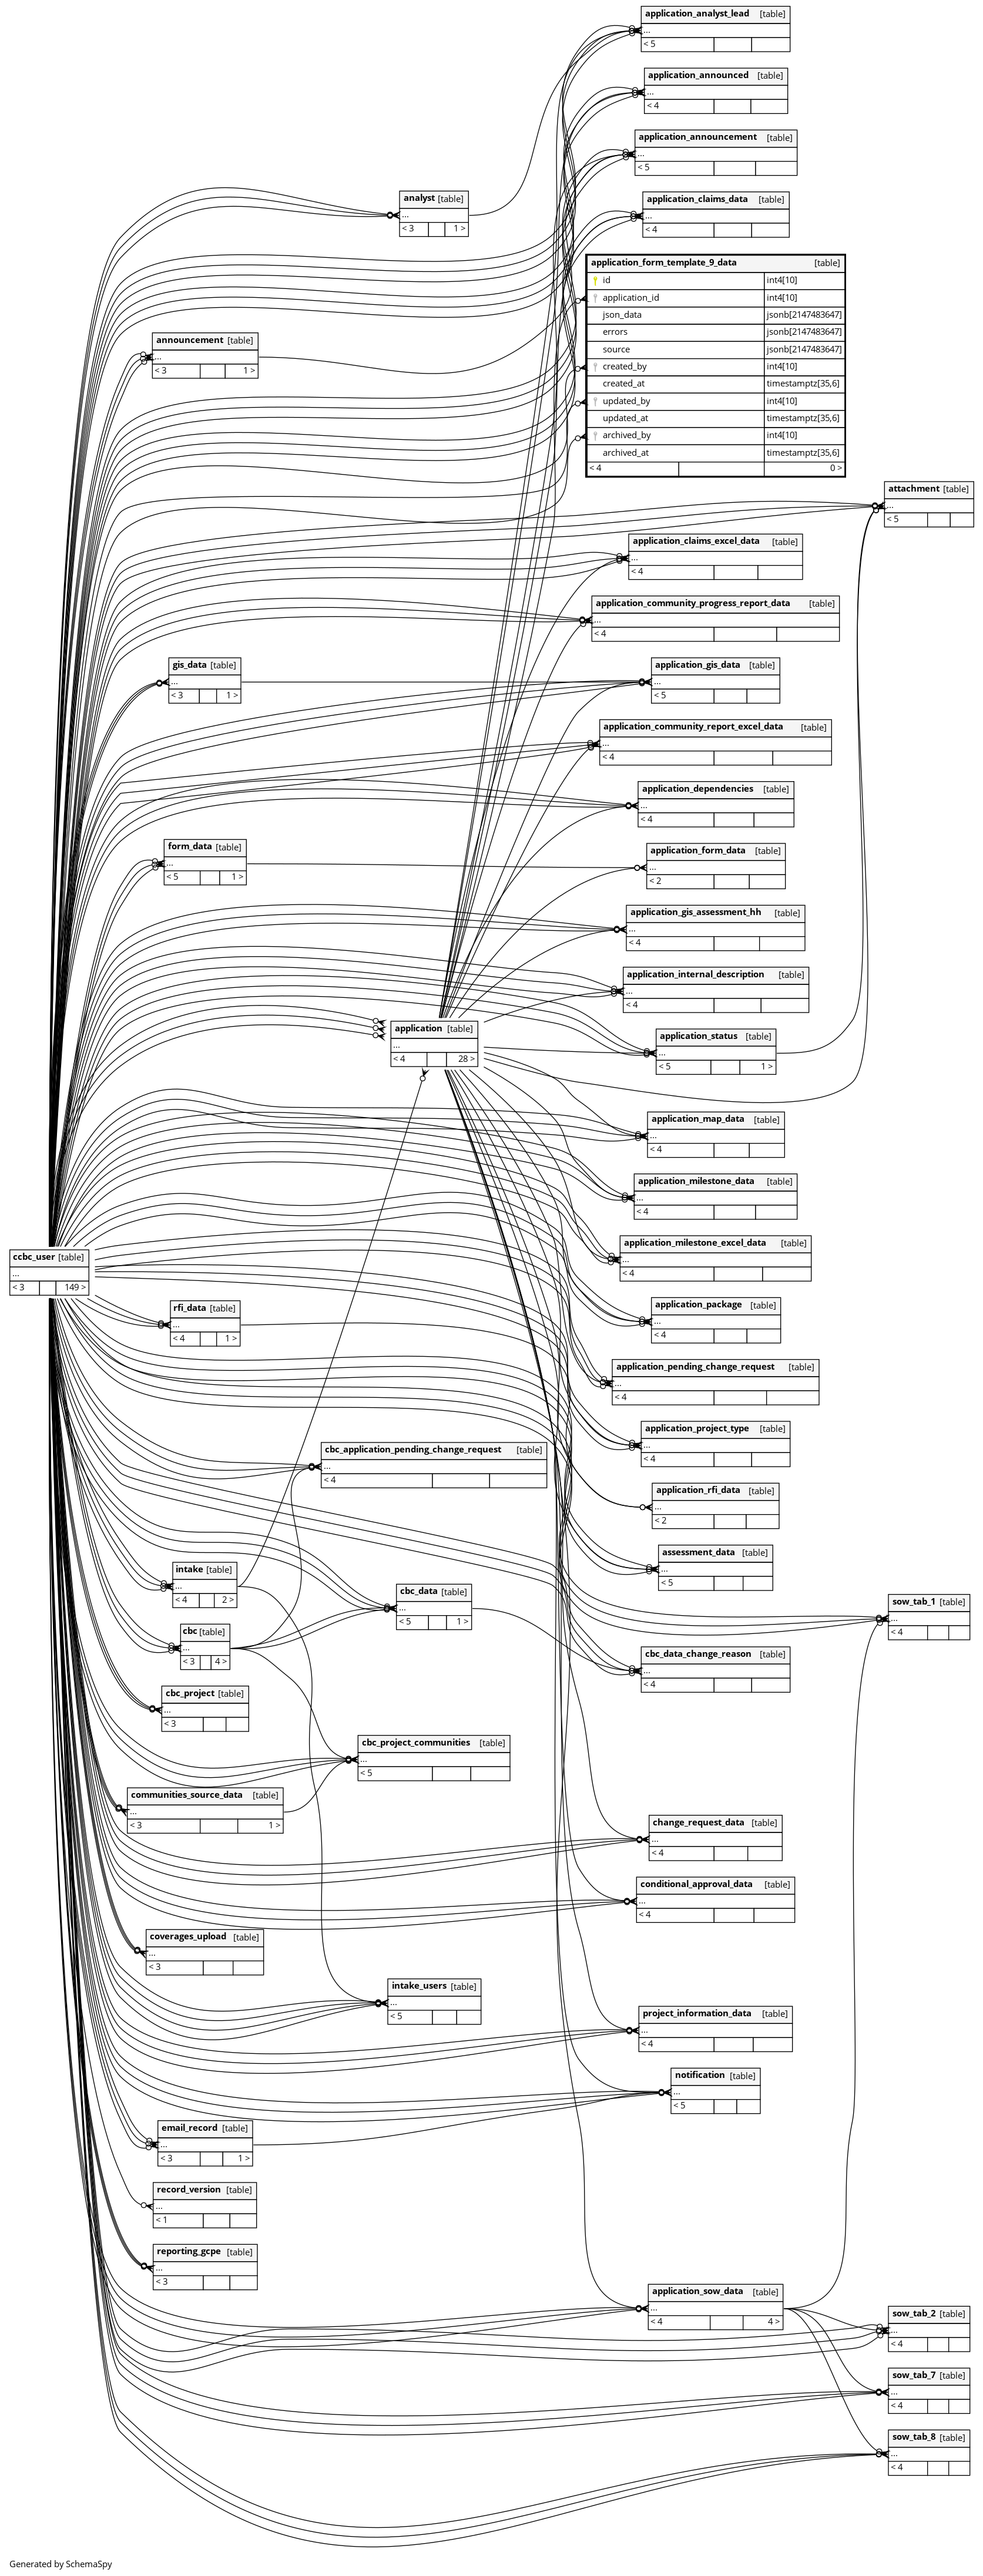 application_analyst_lead [table]
...
< 5
application_announced [table]
...
< 4
application_announcement [table]
...
< 5
analyst [table]
...
< 3 1 >
application_claims_data [table]
...
< 4
application_form_template_9_data [table]
id int4[10]
application_id int4[10]
json_data jsonb[2147483647]
errors jsonb[2147483647]
source jsonb[2147483647]
created_by int4[10]
created_at timestamptz[35,6]
updated_by int4[10]
updated_at timestamptz[35,6]
archived_by int4[10]
archived_at timestamptz[35,6]
< 4 0 >
announcement [table]
...
< 3 1 >
attachment [table]
...
< 5
application_claims_excel_data [table]
...
< 4
application_community_progress_report_data [table]
...
< 4
gis_data [table]
...
< 3 1 >
application_gis_data [table]
...
< 5
application_community_report_excel_data [table]
...
< 4
application_dependencies [table]
...
< 4
form_data [table]
...
< 5 1 >
application_form_data [table]
...
< 2
application_gis_assessment_hh [table]
...
< 4
application_internal_description [table]
...
< 4
application [table]
...
< 4 28 >
application_status [table]
...
< 5 1 >
application_map_data [table]
...
< 4
application_milestone_data [table]
...
< 4
application_milestone_excel_data [table]
...
< 4
ccbc_user [table]
...
< 3 149 >
rfi_data [table]
...
< 4 1 >
application_package [table]
...
< 4
application_pending_change_request [table]
...
< 4
application_project_type [table]
...
< 4
cbc_application_pending_change_request [table]
...
< 4
application_rfi_data [table]
...
< 2
assessment_data [table]
...
< 5
intake [table]
...
< 4 2 >
cbc_data [table]
...
< 5 1 >
sow_tab_1 [table]
...
< 4
cbc [table]
...
< 3 4 >
cbc_data_change_reason [table]
...
< 4
cbc_project [table]
...
< 3
cbc_project_communities [table]
...
< 5
communities_source_data [table]
...
< 3 1 >
change_request_data [table]
...
< 4
conditional_approval_data [table]
...
< 4
coverages_upload [table]
...
< 3
intake_users [table]
...
< 5
project_information_data [table]
...
< 4
notification [table]
...
< 5
email_record [table]
...
< 3 1 >
record_version [table]
...
< 1
reporting_gcpe [table]
...
< 3
application_sow_data [table]
...
< 4 4 >
sow_tab_2 [table]
...
< 4
sow_tab_7 [table]
...
< 4
sow_tab_8 [table]
...
< 4
Generated by SchemaSpy